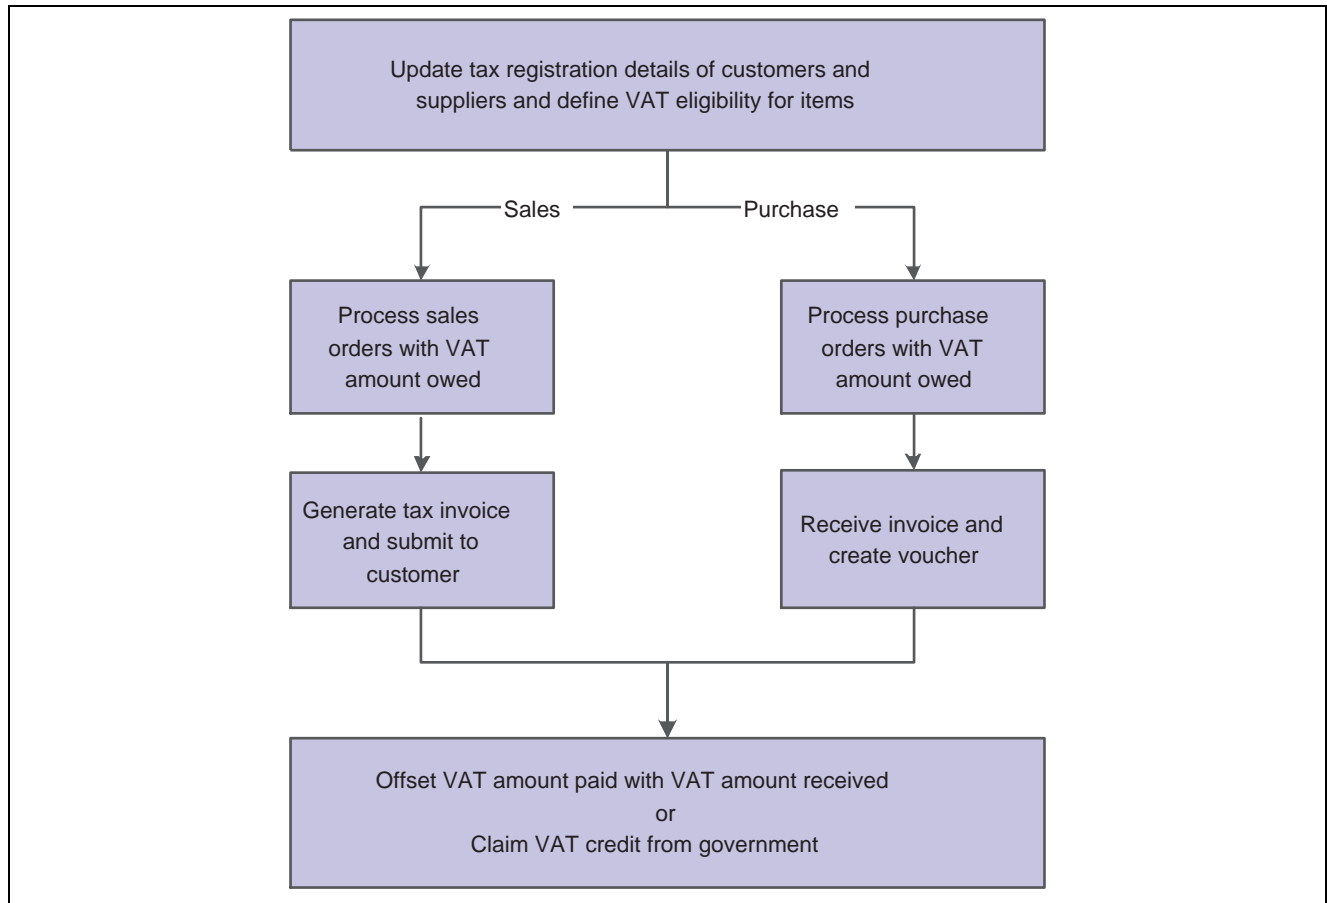 Update tax registration details of customers and
suppliers and define VAT eligibility for items
Sales
Purchase
Process sales
orders with VAT
amount owed
Process purchase
orders with VAT
amount owed
Generate tax invoice
and submit to
customer
Receive invoice and
create voucher
Offset VAT amount paid with VAT amount received
or
Claim VAT credit from government